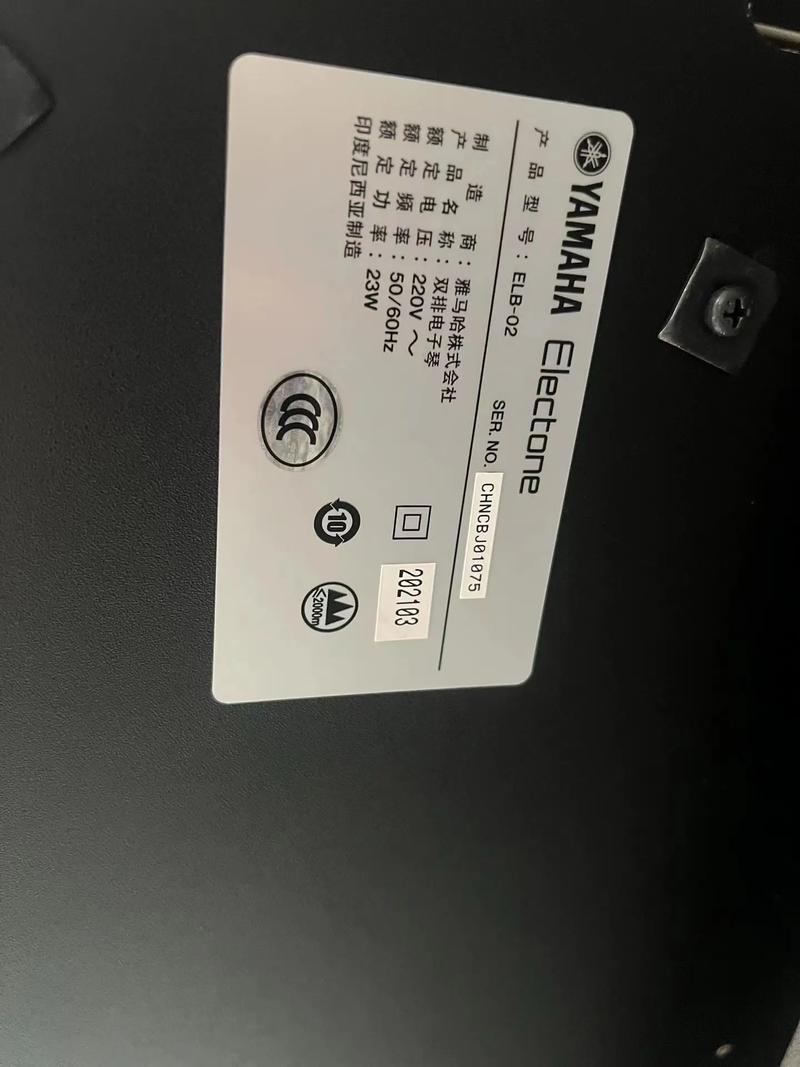 YAMAHA Electone
产品型号：ELB-02 SER. NO. CHNCBJ01075
制造商：雅马哈株式会社
产品名称：双排电子琴
额定电压：220V ～
额定频率：50/60Hz
额定功率：23W
印度尼西亚制造
202103
CCC
10
≤2000m